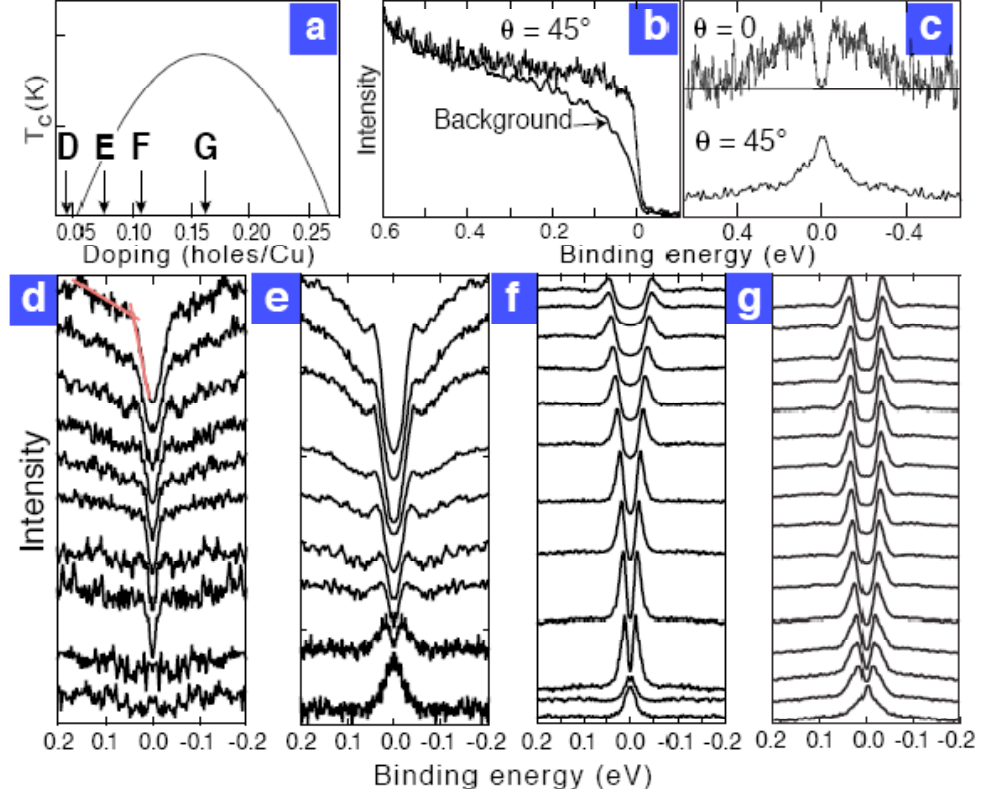 a
T_c(K)
D E F G
0.05 0.10 0.15 0.20 0.25
Doping (holes/Cu)
b
θ = 45°
Intensity
Background
0.6 0.4 0.2 0
c
θ = 0
θ = 45°
0.4 0.0 -0.4
Binding energy (eV)
d
e
f
g
Intensity
0.2 0.1 0.0 -0.1 -0.2
0.2 0.1 0.0 -0.1 -0.2
0.2 0.1 0.0 -0.1 -0.2
0.2 0.1 0.0 -0.1 -0.2
Binding energy (eV)